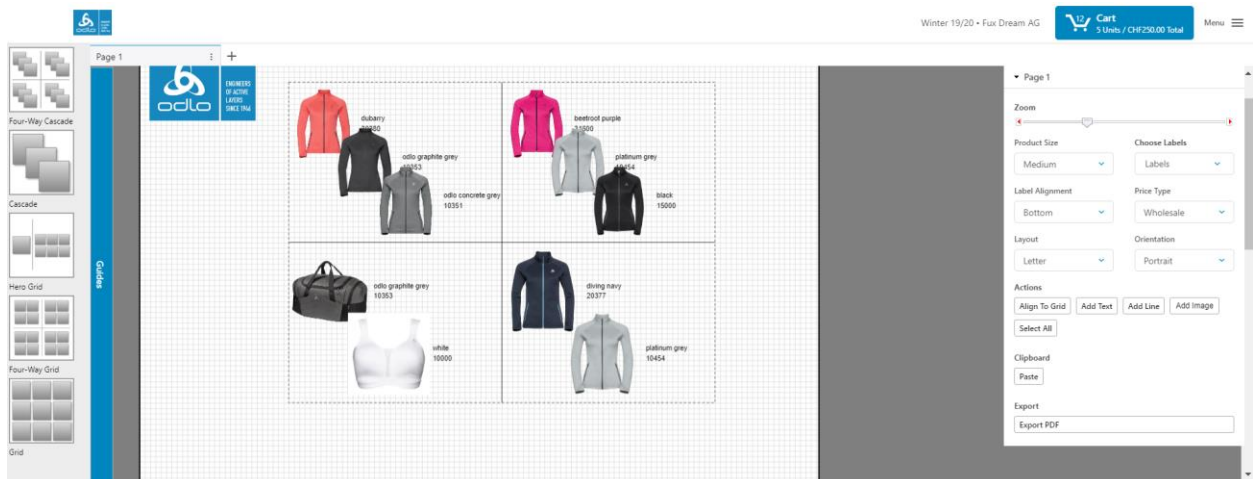 odlo
Winter 19/20 • Fux Dream AG
12
Cart
5 Units / CHF250.00 Total
Menu
Page 1
+
Four-Way Cascade
Cascade
Hero Grid
Four-Way Grid
Grid
Guides
odlo
ENGINEERS
OF ACTIVE
LAYERS
SINCE 1946
dubarry
odlo graphite grey
10353
odlo concrete grey
10351
beetroot purple
platinum grey
10454
black
15000
odlo graphite grey
10353
white
10000
diving navy
20377
platinum grey
10454
Page 1
Zoom
Product Size
Choose Labels
Medium
Labels
Label Alignment
Price Type
Bottom
Wholesale
Layout
Orientation
Letter
Portrait
Actions
Align To Grid
Add Text
Add Line
Add Image
Select All
Clipboard
Paste
Export
Export PDF